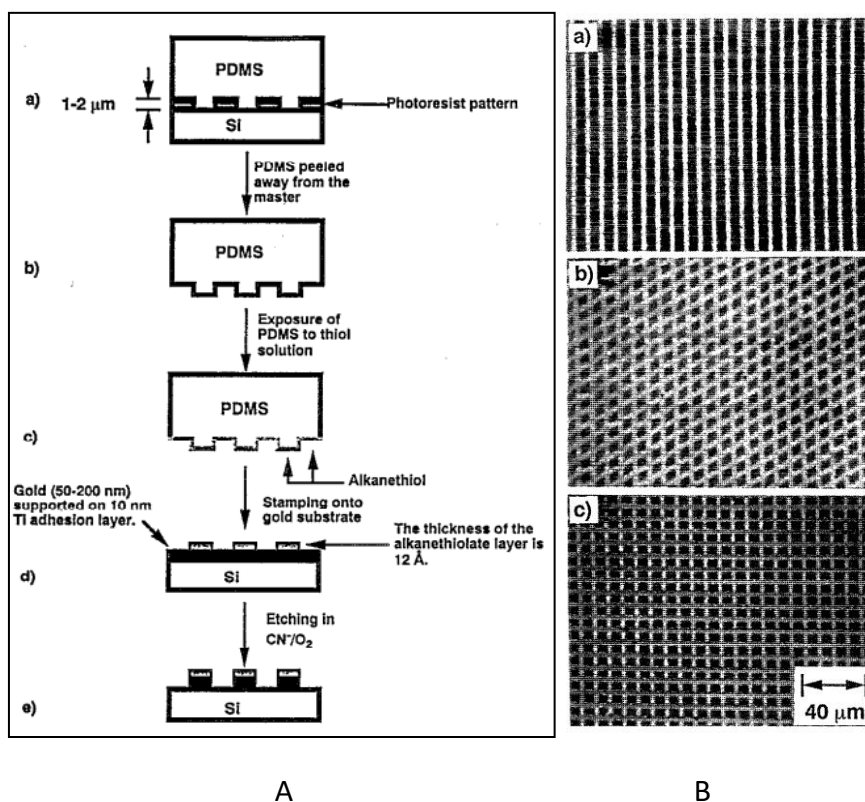 PDMS
a)
1-2 μm
Photoresist pattern
Si
PDMS peeled
away from the
master
PDMS
b)
Exposure of
PDMS to thiol
solution
PDMS
c)
Alkanethiol
Gold (50-200 nm)
supported on 10 nm
Ti adhesion layer.
Stamping onto
gold substrate
The thickness of the
alkanethiolate layer is
12 Å.
d)
Si
Etching in
CN⁻/O₂
e)
Si
A
a)
b)
c)
40 μm
B